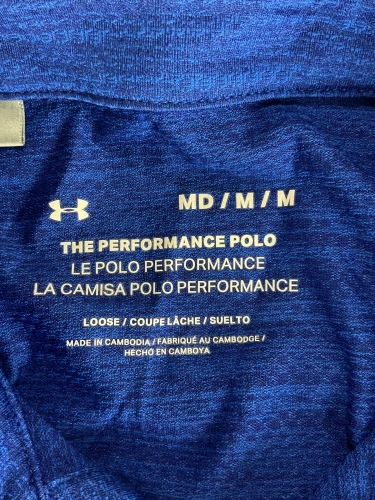 MD / M / M
THE PERFORMANCE POLO
LE POLO PERFORMANCE
LA CAMISA POLO PERFORMANCE
LOOSE / COUPE LÂCHE / SUELTO
MADE IN CAMBODIA / FABRIQUÉ AU CAMBODGE /
HECHO EN CAMBOYA